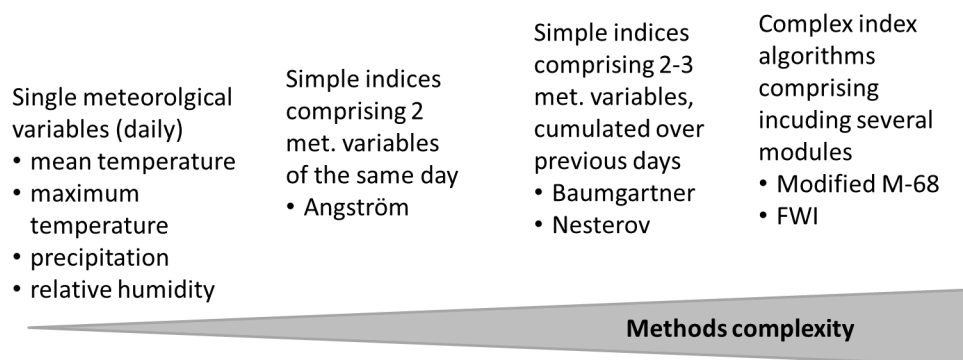 Single meteorolgical
variables (daily)
• mean temperature
• maximum
temperature
• precipitation
• relative humidity
Simple indices
comprising 2
met. variables
of the same day
• Angström
Simple indices
comprising 2-3
met. variables,
cumulated over
previous days
• Baumgartner
• Nesterov
Complex index
algorithms
comprising
incuding several
modules
• Modified M-68
• FWI
Methods complexity